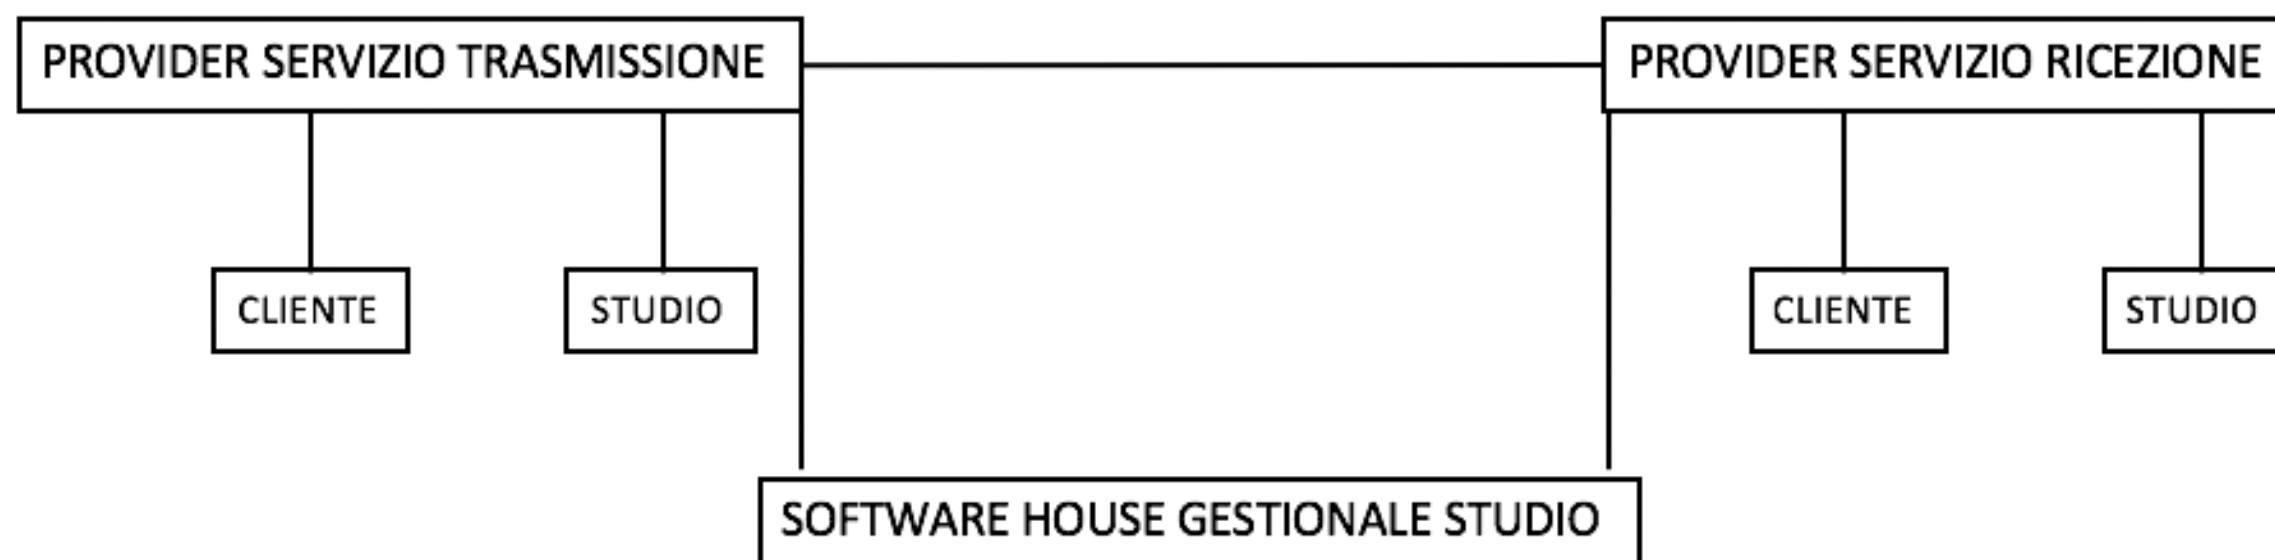 PROVIDER SERVIZIO TRASMISSIONE
PROVIDER SERVIZIO RICEZIONE
CLIENTE
STUDIO
CLIENTE
STUDIO
SOFTWARE HOUSE GESTIONALE STUDIO